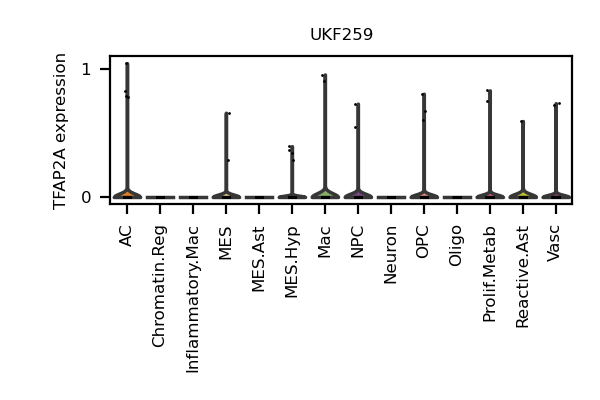 UKF259
TFAP2A expression
1
0
AC
Chromatin.Reg
Inflammatory.Mac
MES
MES.Ast
MES.Hyp
Mac
NPC
Neuron
OPC
Oligo
Prolif.Metab
Reactive.Ast
Vasc